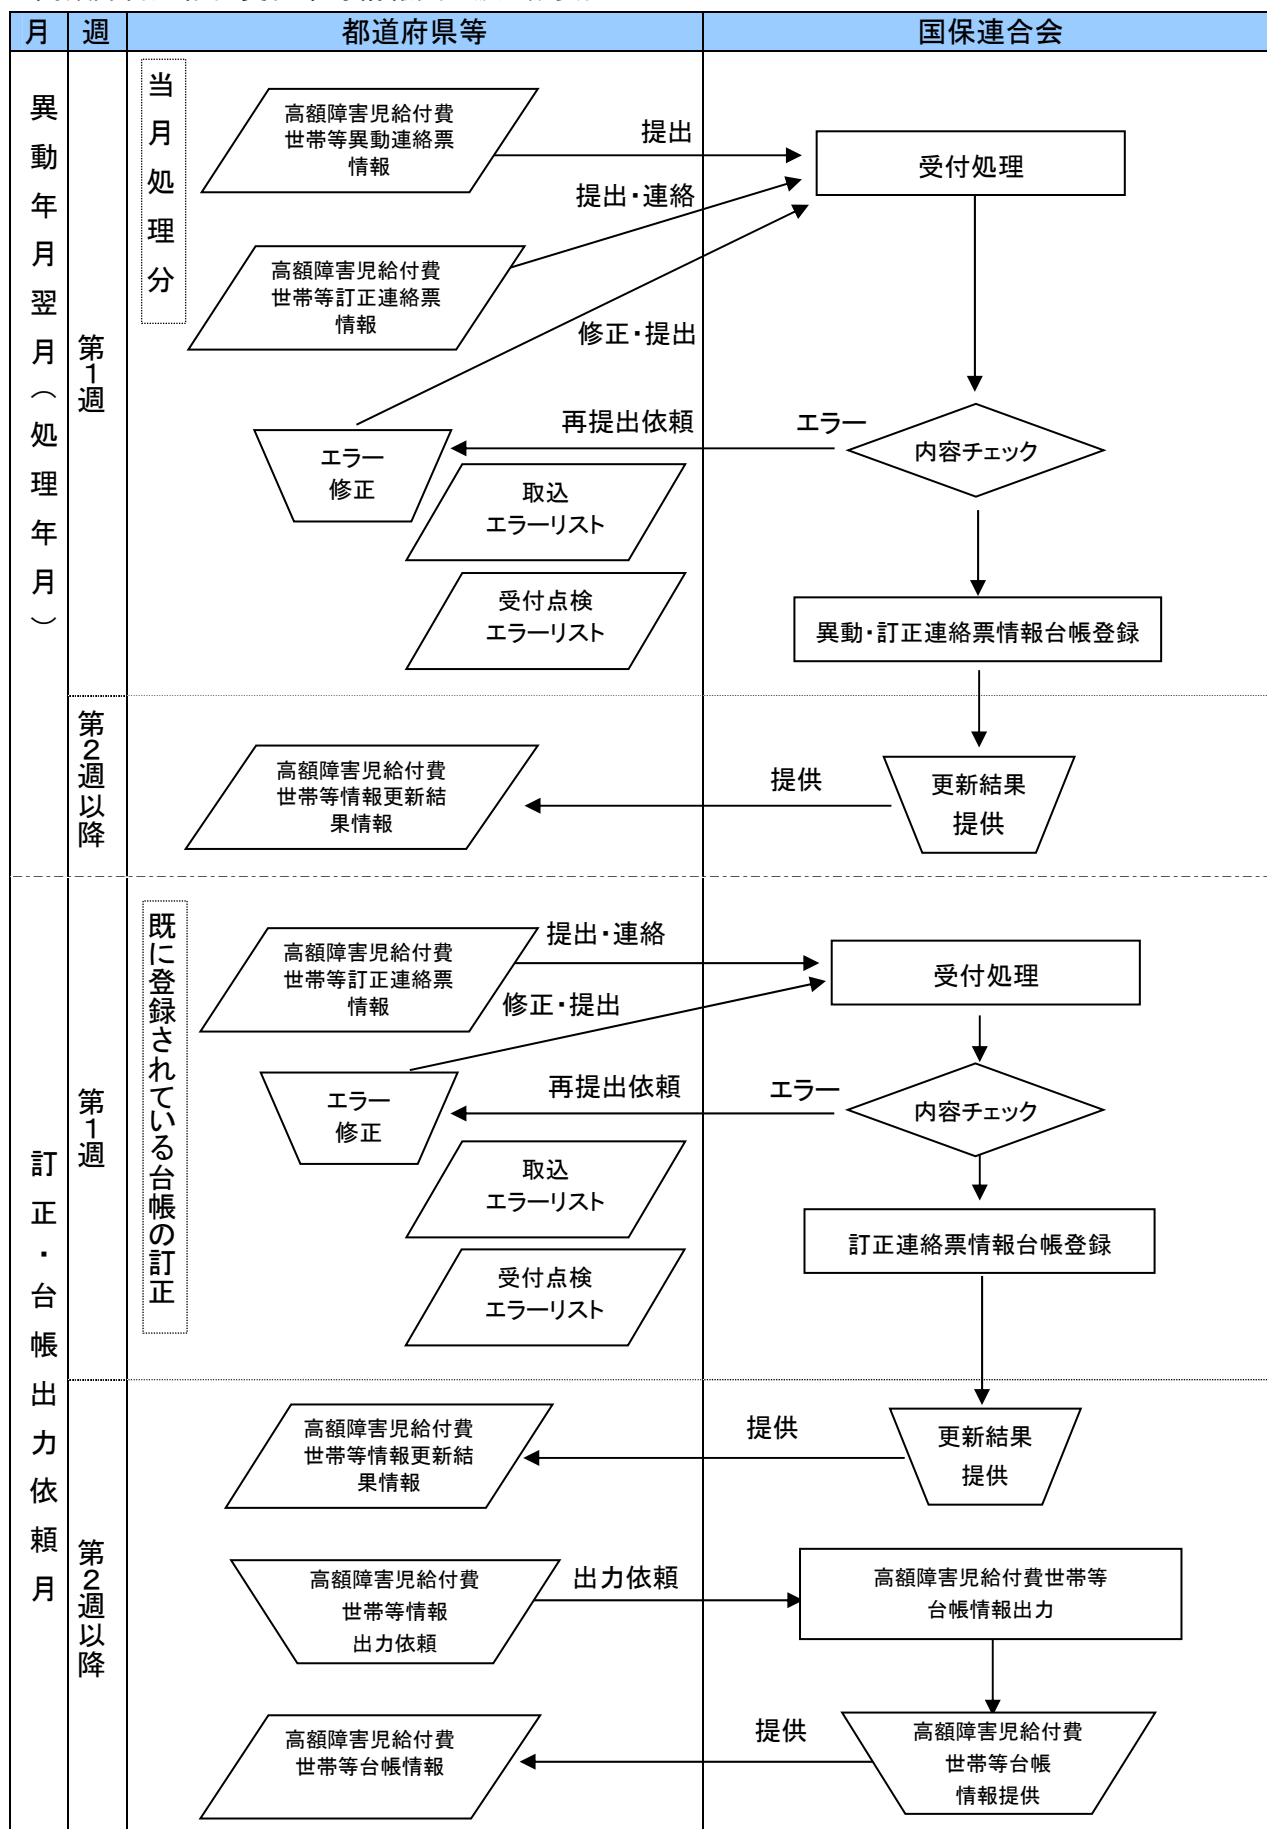 月 週 都道府県等 国保連合会
異動年月翌月（処理年月）
第1週
当月処理分
高額障害児給付費
世帯等異動連絡票
情報
提出
受付処理
提出・連絡
高額障害児給付費
世帯等訂正連絡票
情報
修正・提出
再提出依頼
エラー
内容チェック
エラー
修正
取込
エラーリスト
受付点検
エラーリスト
異動・訂正連絡票情報台帳登録
第2週以降
高額障害児給付費
世帯等情報更新結
果情報
提供
更新結果
提供
訂正・台帳出力依頼月
第1週
既に登録されている台帳の訂正
高額障害児給付費
世帯等訂正連絡票
情報
提出・連絡
受付処理
修正・提出
再提出依頼
エラー
内容チェック
エラー
修正
取込
エラーリスト
受付点検
エラーリスト
訂正連絡票情報台帳登録
第2週以降
高額障害児給付費
世帯等情報更新結
果情報
提供
更新結果
提供
高額障害児給付費
世帯等情報
出力依頼
出力依頼
高額障害児給付費世帯等
台帳情報出力
高額障害児給付費
世帯等台帳情報
提供
高額障害児給付費
世帯等台帳
情報提供